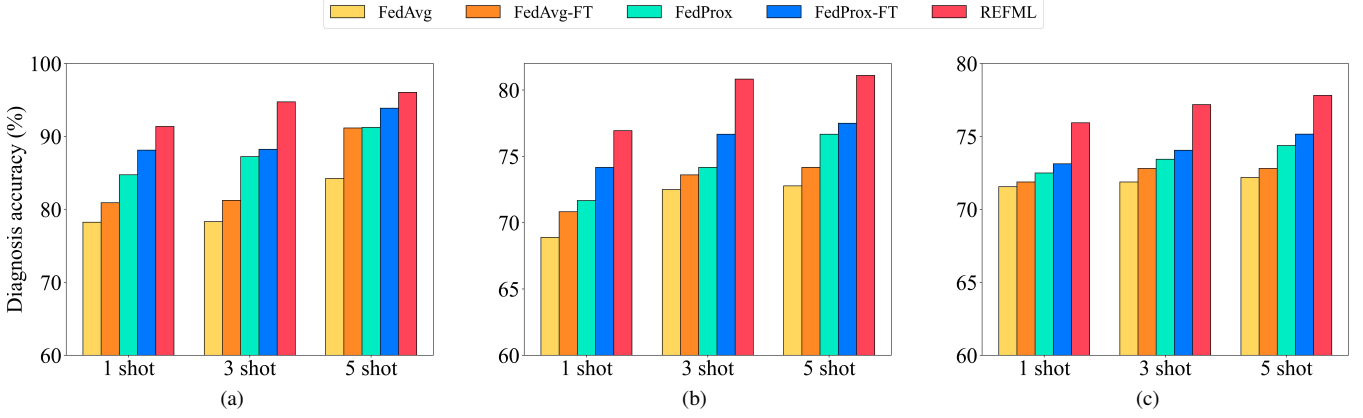 FedAvg FedAvg-FT FedProx FedProx-FT REFML
Diagnosis accuracy (%)
100
90
80
70
60
1 shot 3 shot 5 shot
(a)
80
75
70
65
60
1 shot 3 shot 5 shot
(b)
80
75
70
65
60
1 shot 3 shot 5 shot
(c)